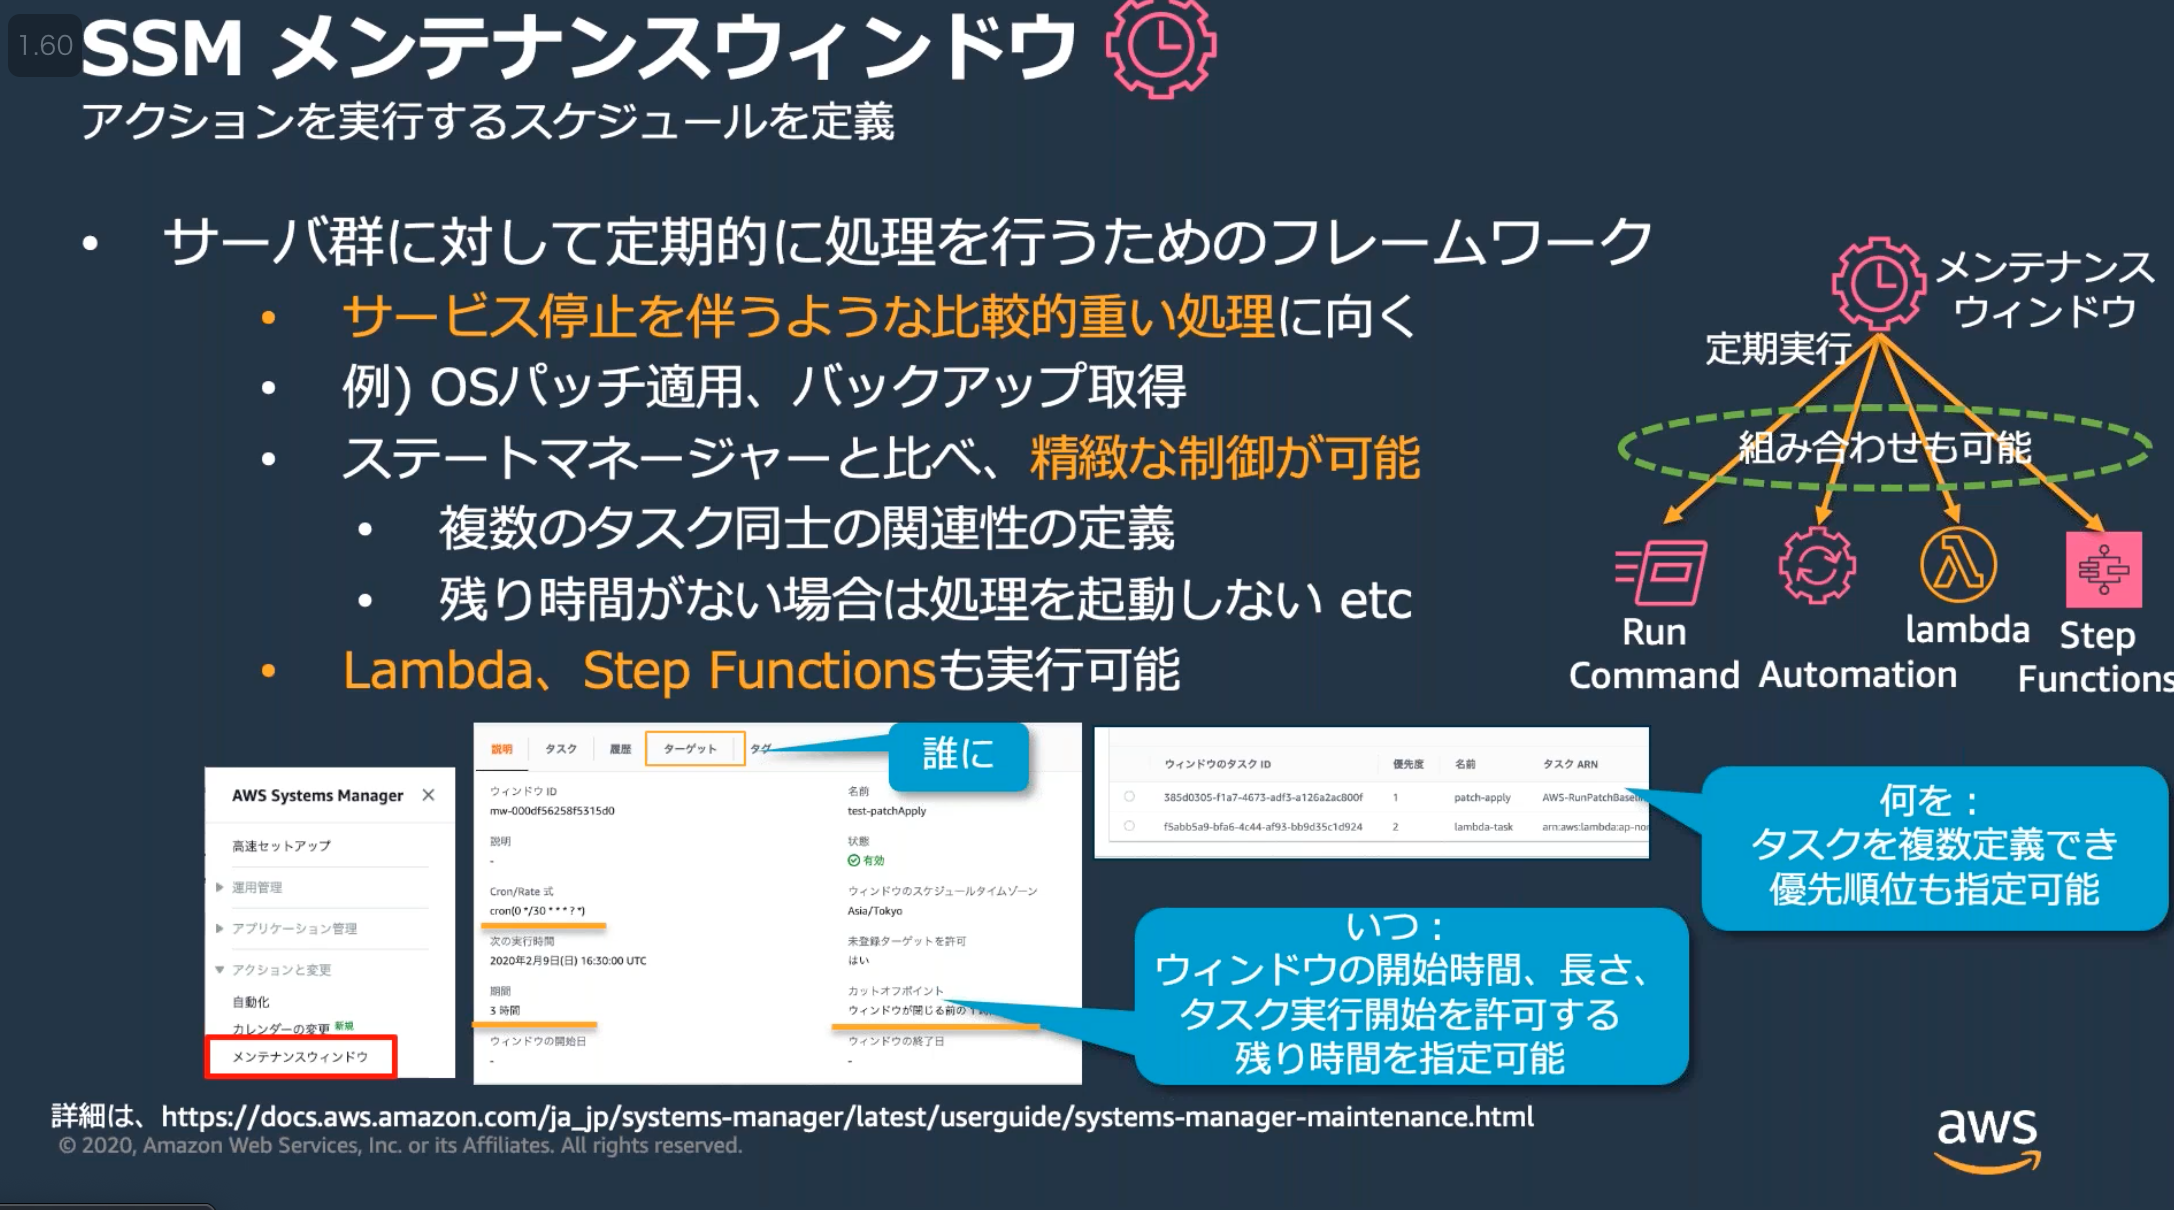 1.60
SSM メンテナンスウィンドウ
アクションを実行するスケジュールを定義
• サーバ群に対して定期的に処理を行うためのフレームワーク
• サービス停止を伴うような比較的重い処理に向く
• 例) OSパッチ適用、バックアップ取得
• ステートマネージャーと比べ、精緻な制御が可能
• 複数のタスク同士の関連性の定義
• 残り時間がない場合は処理を起動しない etc
• Lambda、Step Functionsも実行可能
メンテナンス
ウィンドウ
定期実行
組み合わせも可能
Run
Command
Automation
lambda
Step
Functions
AWS Systems Manager ×
高速セットアップ
運用管理
アプリケーション管理
アクションと変更
自動化
カレンダーの変更 新規
メンテナンスウィンドウ
説明 タスク 履歴 ターゲット タグ
ウィンドウ ID
mw-000df56258f5315d0
説明
-
Cron/Rate 式
cron(0 */30 * * * ? *)
次の実行時間
2020年2月9日(日) 16:30:00 UTC
期間
3 時間
ウィンドウの開始日
-
名前
test-patchApply
状態
有効
ウィンドウのスケジュールタイムゾーン
Asia/Tokyo
未登録ターゲットを許可
はい
カットオフポイント
ウィンドウが閉じる前の
ウィンドウの終了日
-
誰に
ウィンドウのタスク ID 優先度 名前 タスク ARN
385d0305-f1a7-4673-adf3-a126a2ac800f 1 patch-apply AWS-RunPatchBaseli
f5abb5a9-bfa6-4c44-af93-bb9d35c1d924 2 lambda-task arn:aws:lambda:ap-nor
何を：
タスクを複数定義でき
優先順位も指定可能
いつ：
ウィンドウの開始時間、長さ、
タスク実行開始を許可する
残り時間を指定可能
詳細は、https://docs.aws.amazon.com/ja_jp/systems-manager/latest/userguide/systems-manager-maintenance.html
© 2020, Amazon Web Services, Inc. or its Affiliates. All rights reserved.
aws